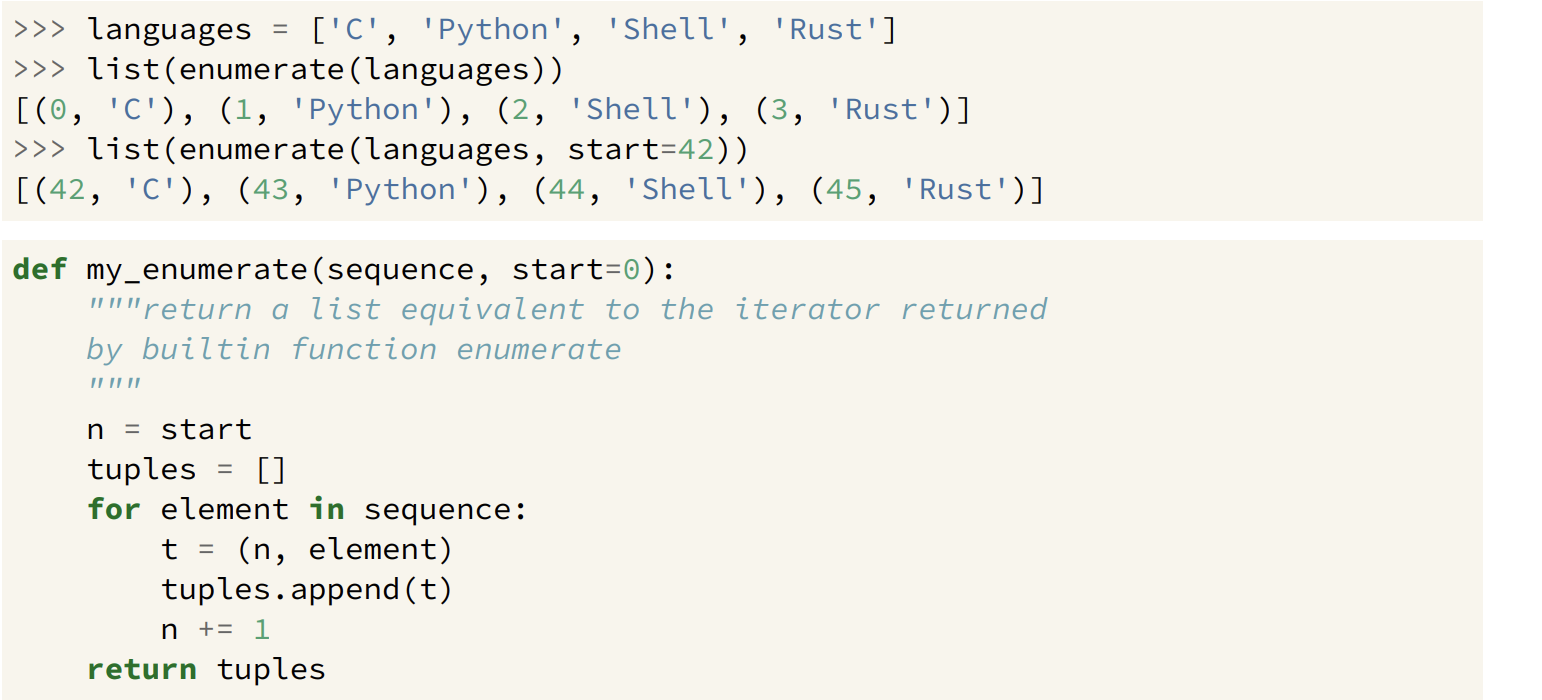 >>> languages = ['C', 'Python', 'Shell', 'Rust']
>>> list(enumerate(languages))
[(0, 'C'), (1, 'Python'), (2, 'Shell'), (3, 'Rust')]
>>> list(enumerate(languages, start=42))
[(42, 'C'), (43, 'Python'), (44, 'Shell'), (45, 'Rust')]
def my_enumerate(sequence, start=0):
    """return a list equivalent to the iterator returned
    by builtin function enumerate
    """
    n = start
    tuples = []
    for element in sequence:
        t = (n, element)
        tuples.append(t)
        n += 1
    return tuples